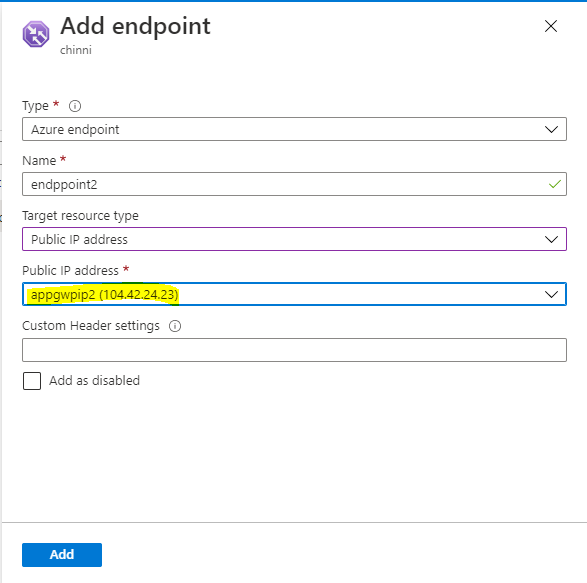 Add endpoint
chinni
Type *
Azure endpoint
Name *
endppoint2
Target resource type
Public IP address
Public IP address *
appgwpip2 (104.42.24.23)
Custom Header settings
Add as disabled
Add